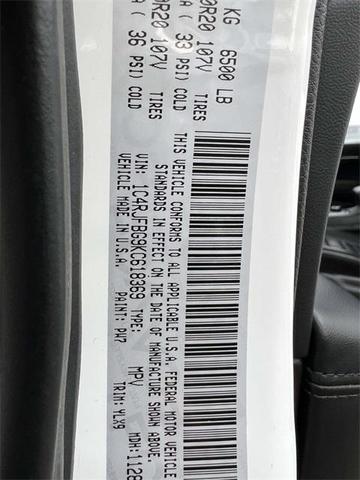 KG 6500 LB
0R20 107V TIRES
A ( 33 PSI) COLD
0R20 107V TIRES
A ( 36 PSI) COLD
THIS VEHICLE CONFORMS TO ALL APPLICABLE U.S.A. FEDERAL MOTOR VEHICLE
STANDARDS IN EFFECT ON THE DATE OF MANUFACTURE SHOWN ABOVE.
VIN: 1C4RJFBG9KC618369 TYPE: MPV MDH: 1128
VEHICLE MADE IN U.S.A. PAINT: PW7 TRIM: YLX9